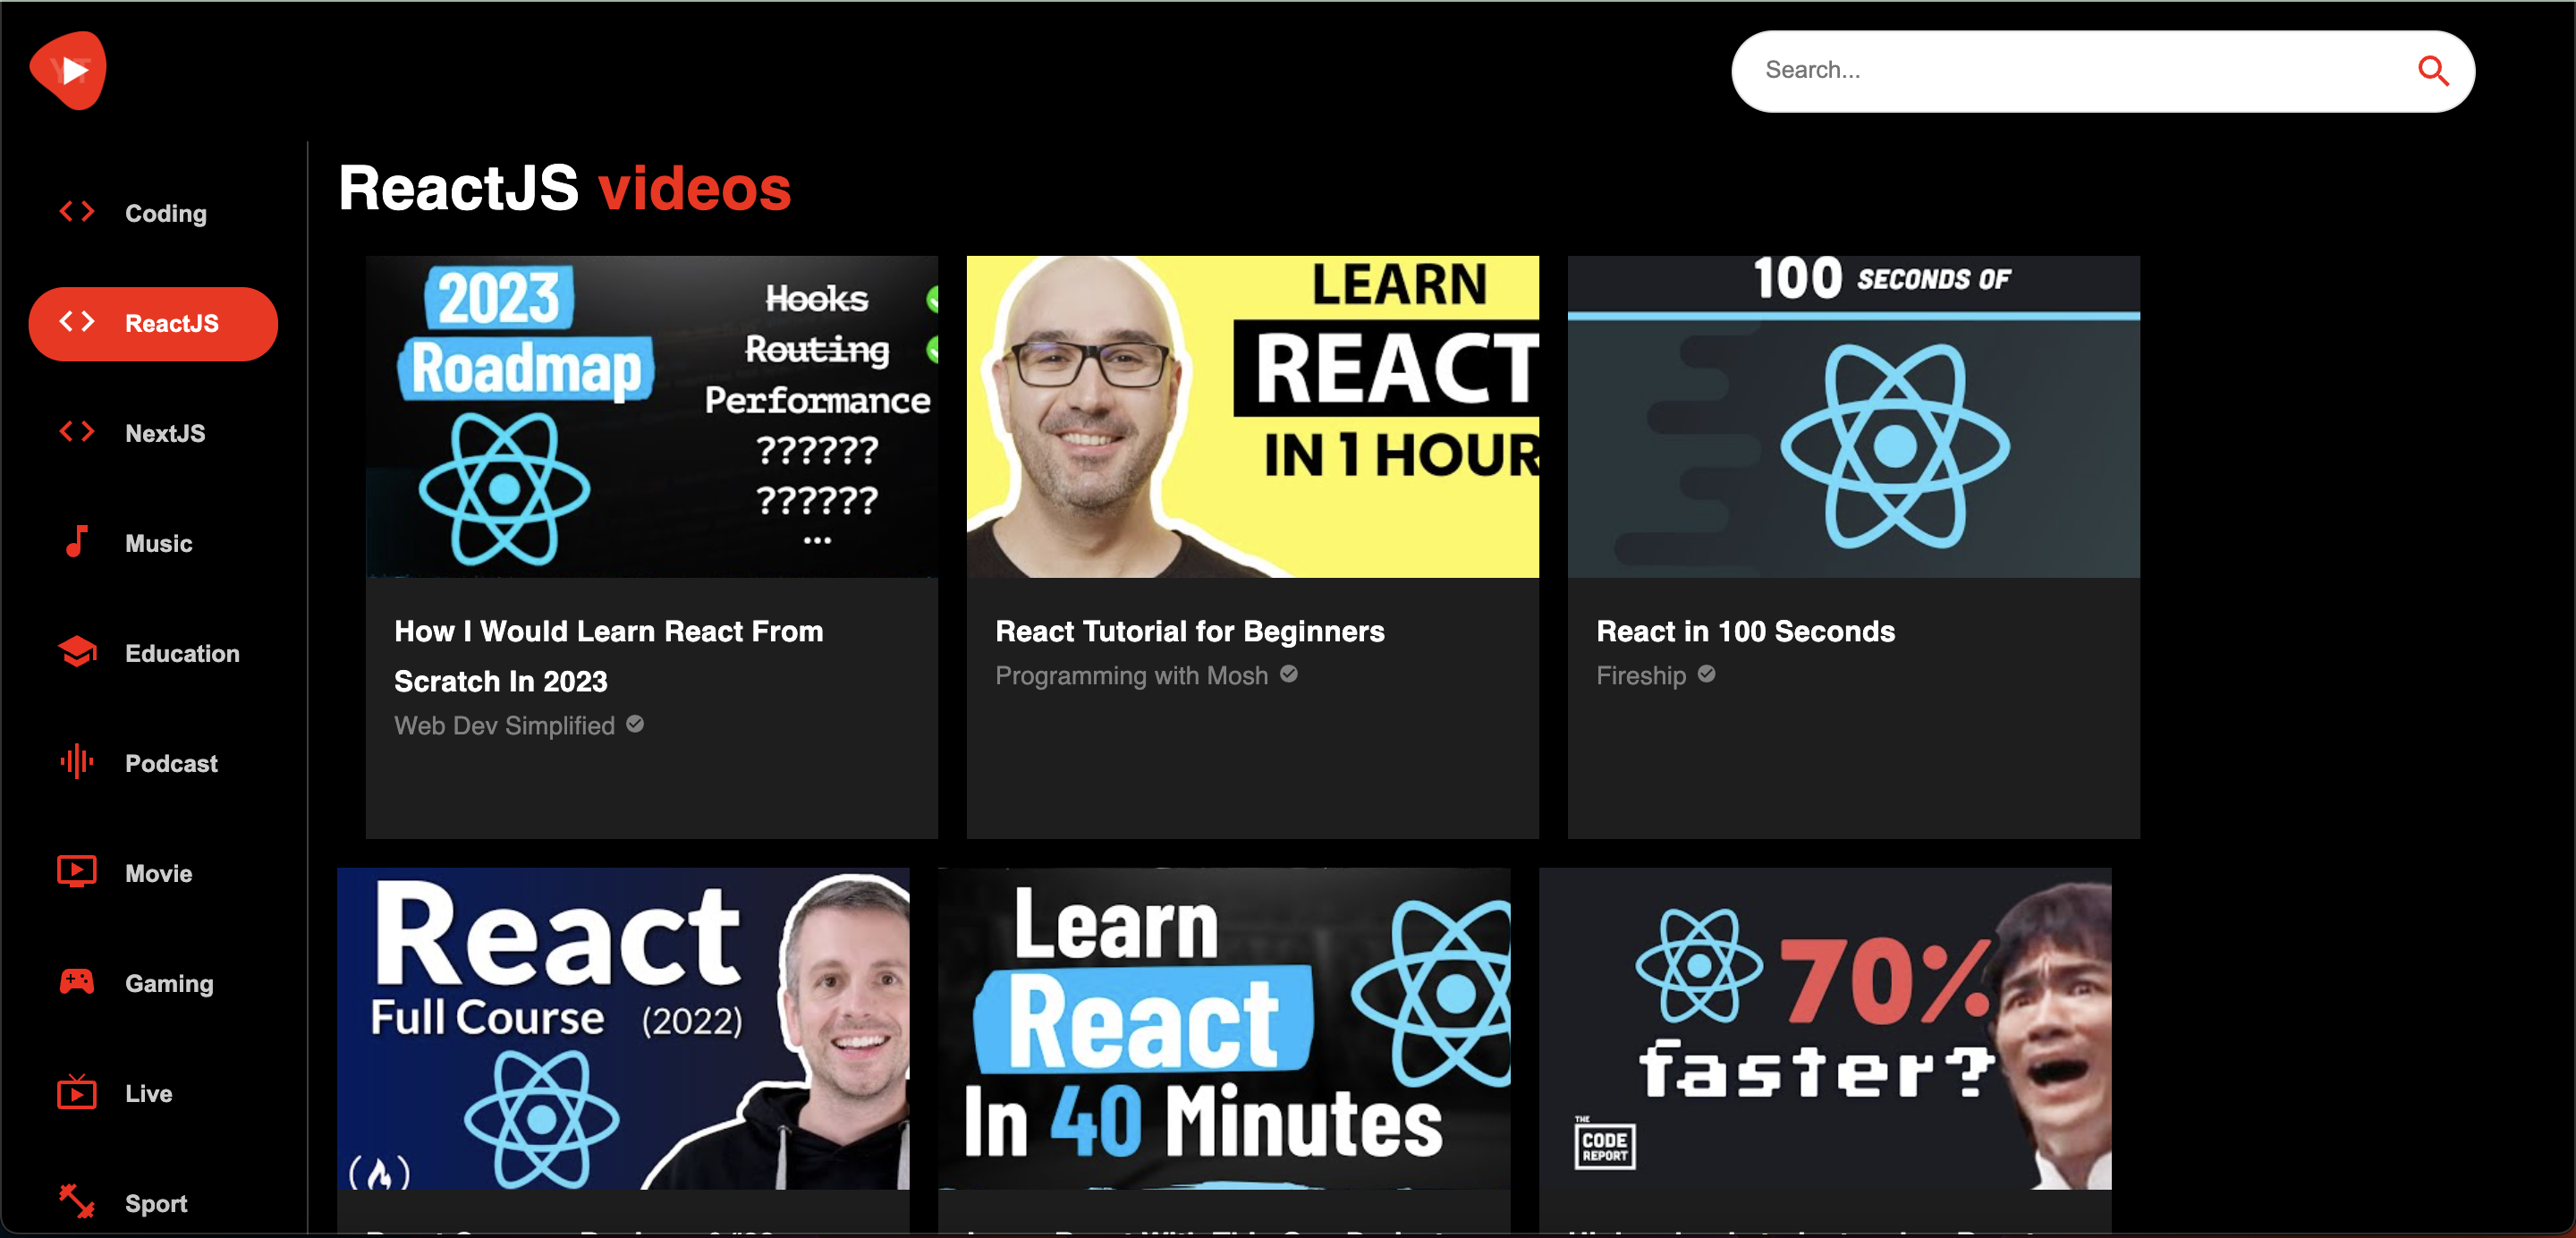 YT
Search...
Coding
ReactJS
NextJS
Music
Education
Podcast
Movie
Gaming
Live
Sport
ReactJS videos
2023
Roadmap
Hooks
Routing
Performance
??????
??????
...
How I Would Learn React From
Scratch In 2023
Web Dev Simplified
LEARN
REACT
IN 1 HOUR
React Tutorial for Beginners
Programming with Mosh
100 SECONDS OF
React in 100 Seconds
Fireship
React
Full Course (2022)
Learn
React
In 40 Minutes
70%
faster?
THE
CODE
REPORT